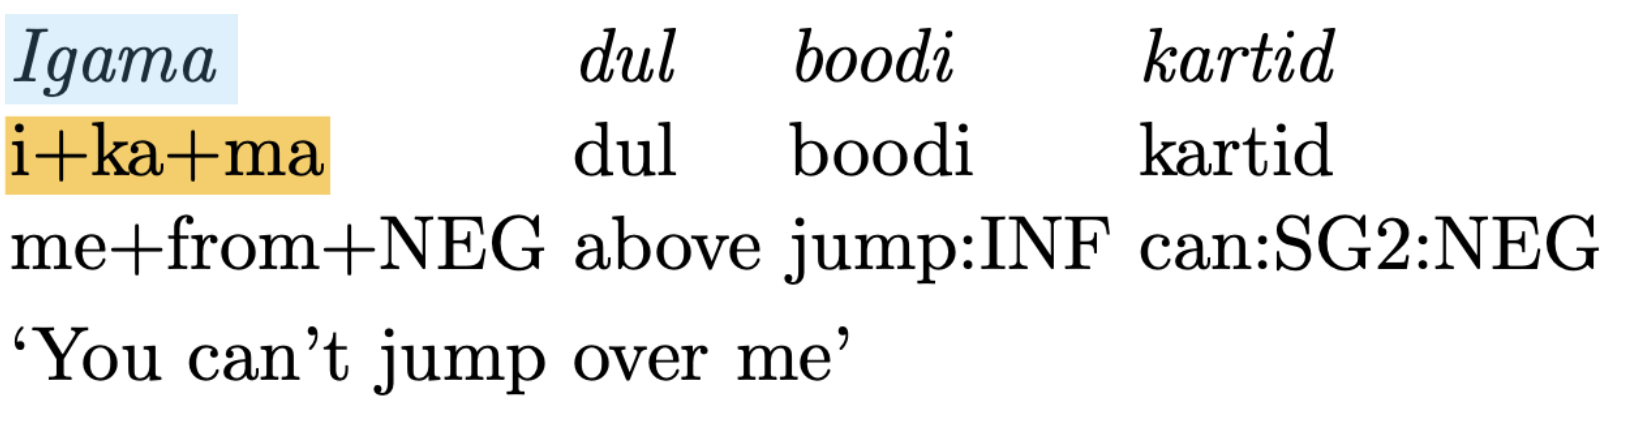 Igama dul boodi kartid
i+ka+ma dul boodi kartid
me+from+NEG above jump:INF can:SG2:NEG
‘You can’t jump over me’